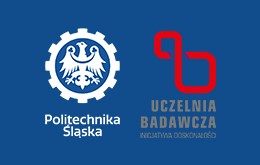 Politechnika
Śląska
UCZELNIA
BADAWCZA
INICJATYWA DOSKONAŁOŚCI